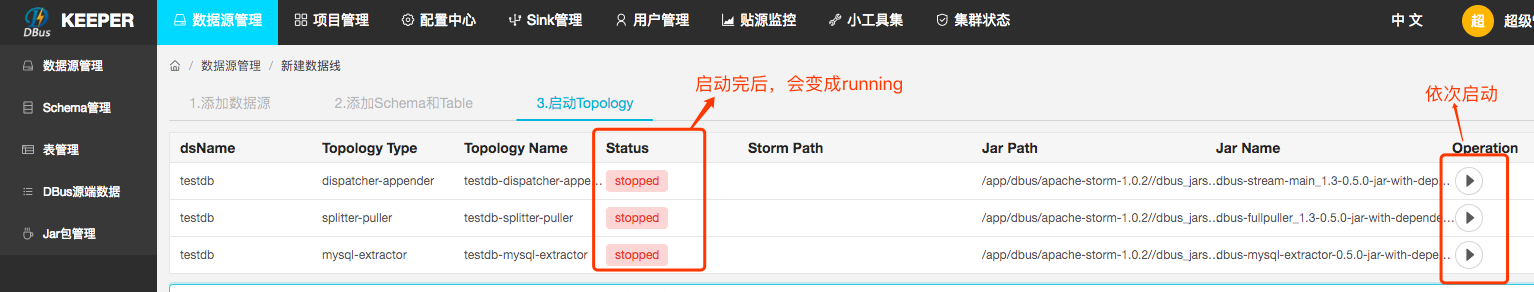 DBus KEEPER 数据源管理 项目管理 配置中心 Sink管理 用户管理 贴源监控 小工具集 集群状态 中 文 超 超级
数据源管理
Schema管理
表管理
DBus源端数据
Jar包管理
/ 数据源管理 / 新建数据线
启动完后，会变成running
依次启动
1.添加数据源 2.添加Schema和Table 3.启动Topology
dsName Topology Type Topology Name Status Storm Path Jar Path Jar Name Operation
testdb dispatcher-appender testdb-dispatcher-appe… stopped /app/dbus/apache-storm-1.0.2//dbus_jars… dbus-stream-main_1.3-0.5.0-jar-with-dep…
testdb splitter-puller testdb-splitter-puller stopped /app/dbus/apache-storm-1.0.2//dbus_jars… dbus-fullpuller_1.3-0.5.0-jar-with-depende…
testdb mysql-extractor testdb-mysql-extractor stopped /app/dbus/apache-storm-1.0.2//dbus_jars… dbus-mysql-extractor-0.5.0-jar-with-depe…